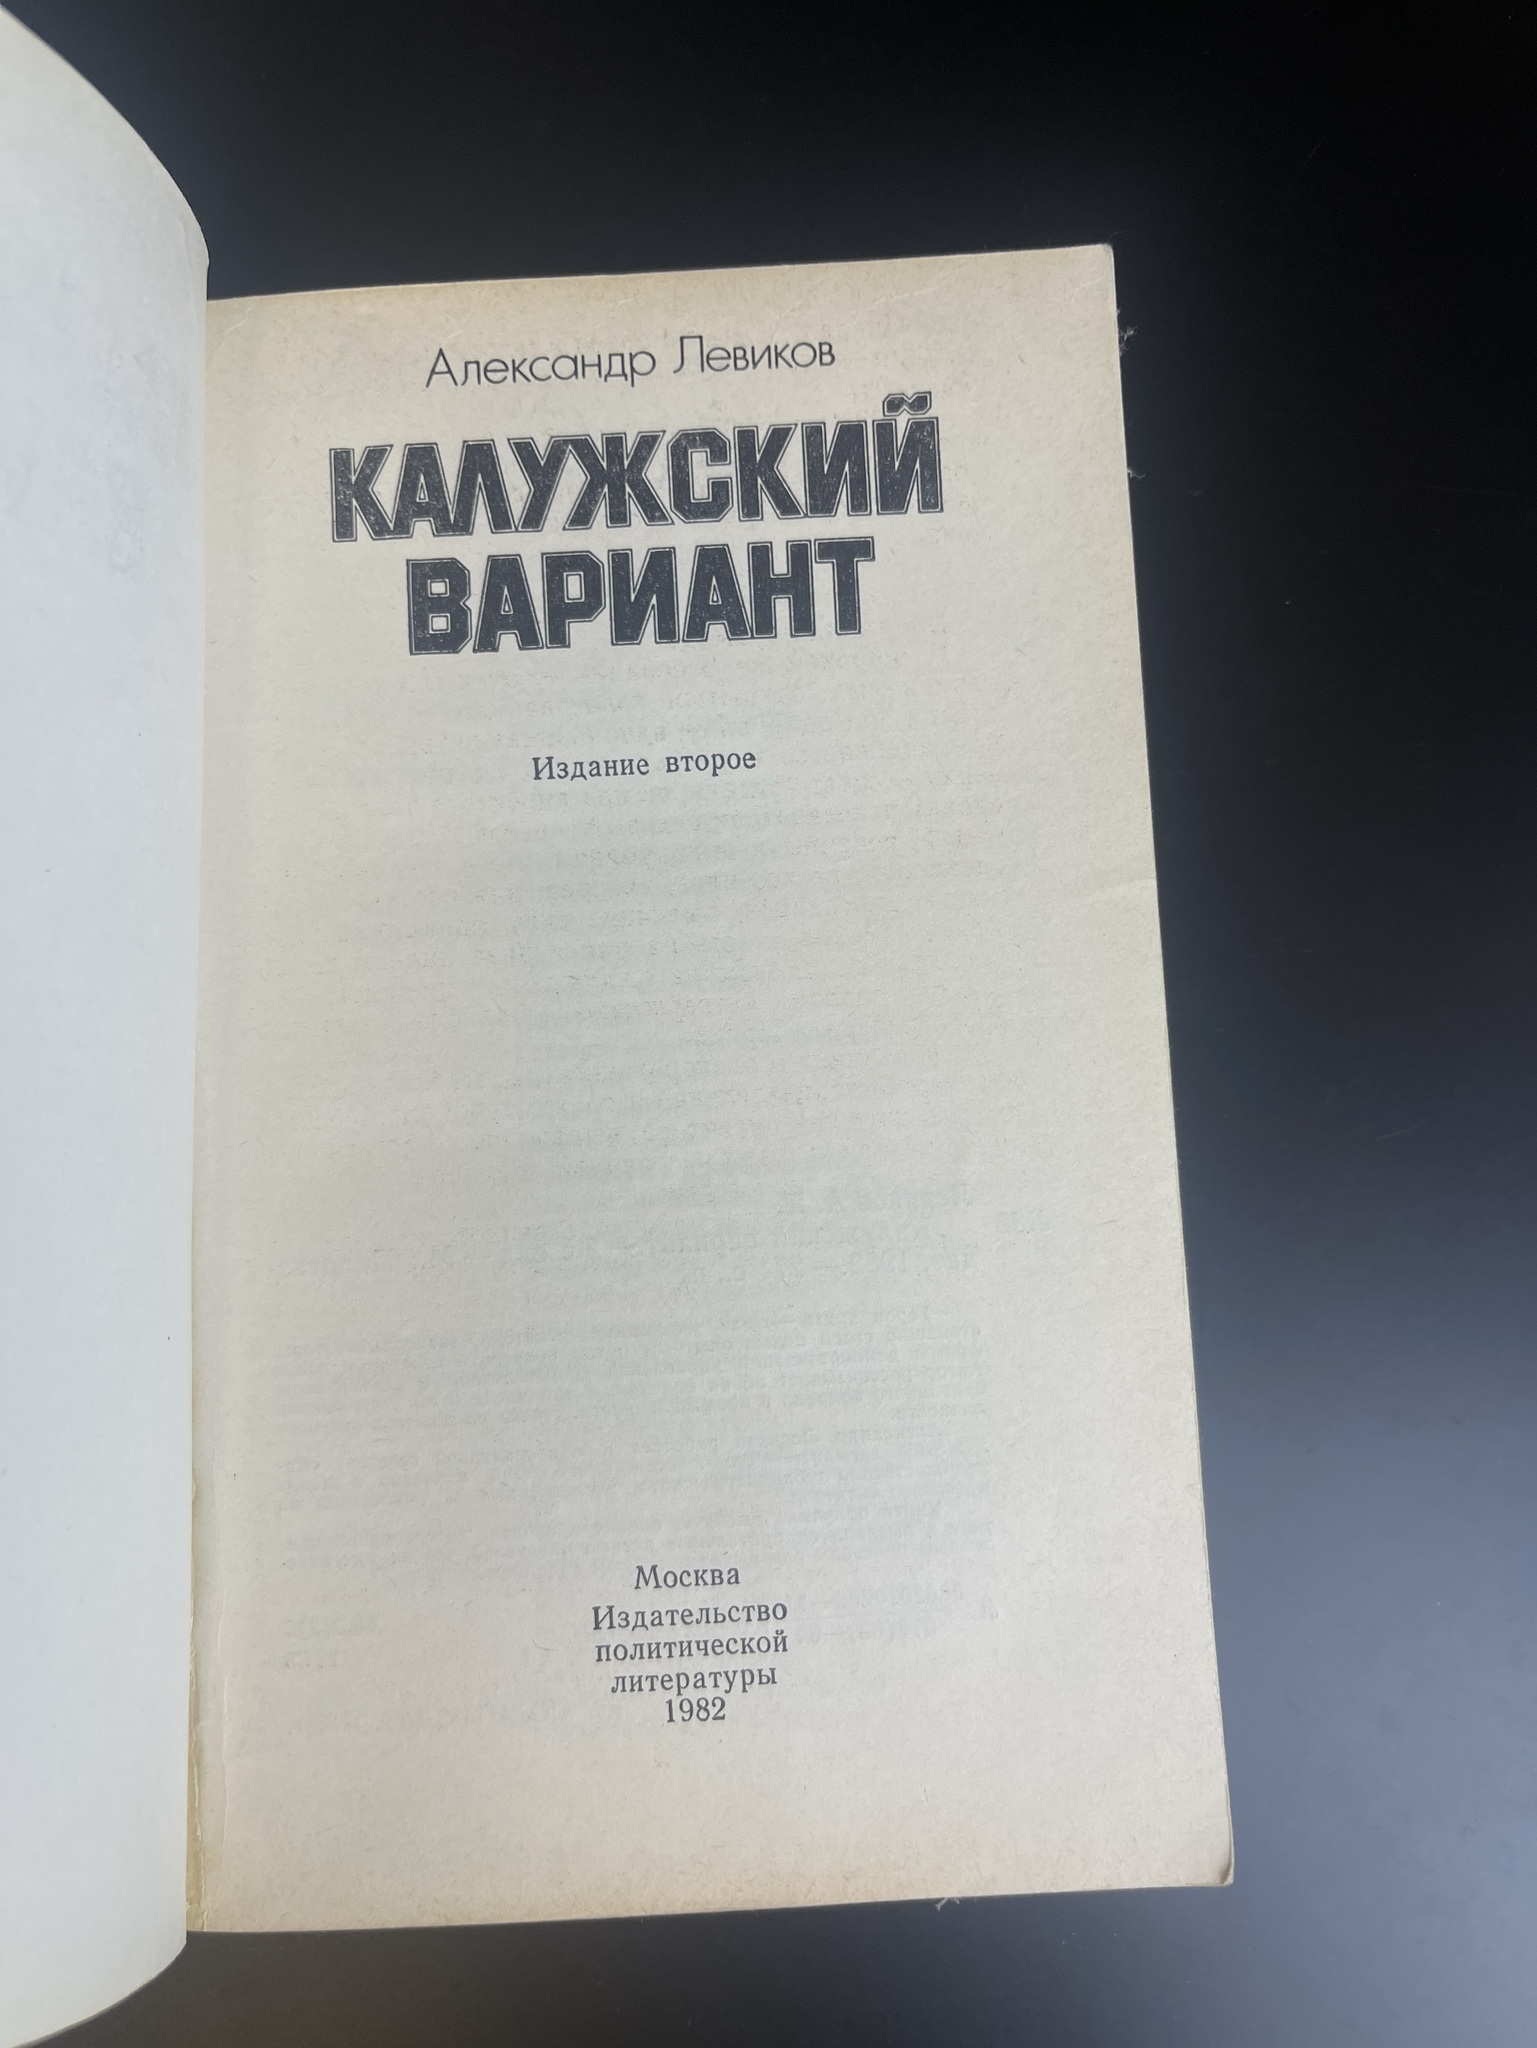 Александр Левиков
КАЛУЖСКИЙ
ВАРИАНТ
Издание второе
Москва
Издательство
политической
литературы
1982